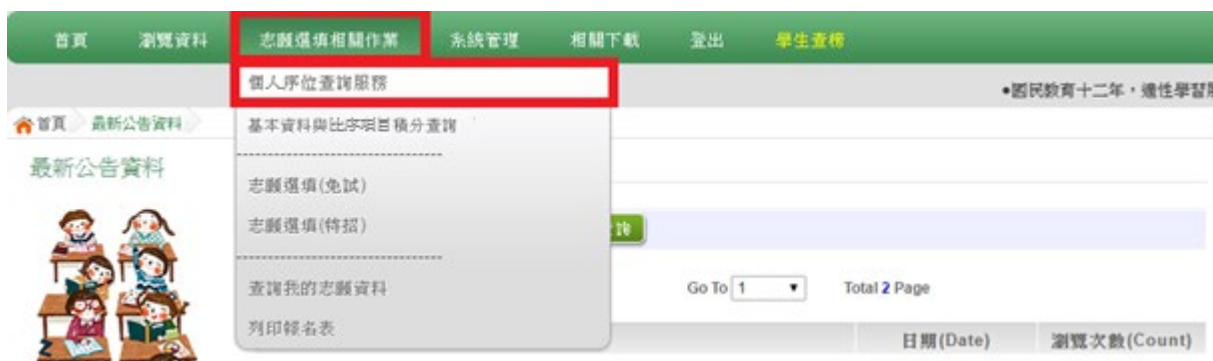 首頁 瀏覽資料 志願選填相關作業 系統管理 相關下載 登出 學生查榜
個人序位查詢服務
•國民教育十二年，適性學習
首頁 最新公告資料
基本資料與比序項目積分查詢
最新公告資料
志願選填(免試)
志願選填(特招)
詢
查詢我的志願資料
Go To 1 Total 2 Page
列印報名表
日期(Date) 瀏覽次數(Count)